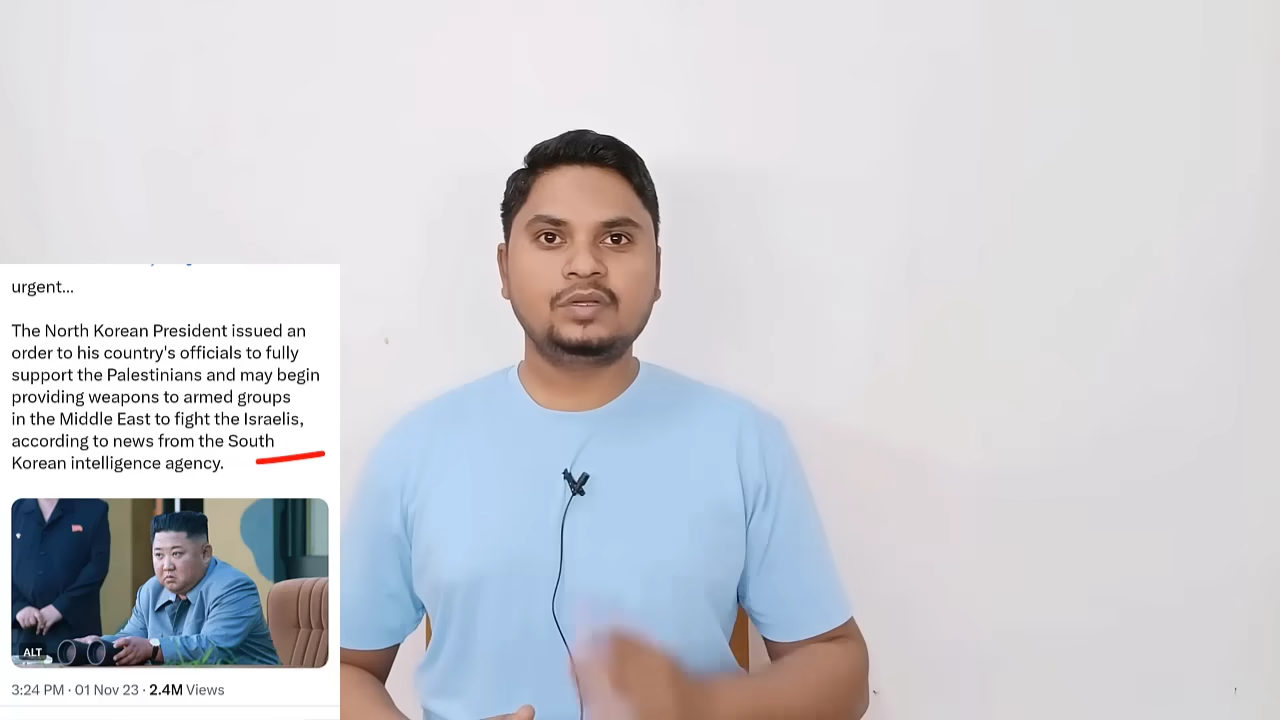 urgent...
The North Korean President issued an
order to his country's officials to fully
support the Palestinians and may begin
providing weapons to armed groups
in the Middle East to fight the Israelis,
according to news from the South
Korean intelligence agency.
ALT
3:24 PM · 01 Nov 23 · 2.4M Views